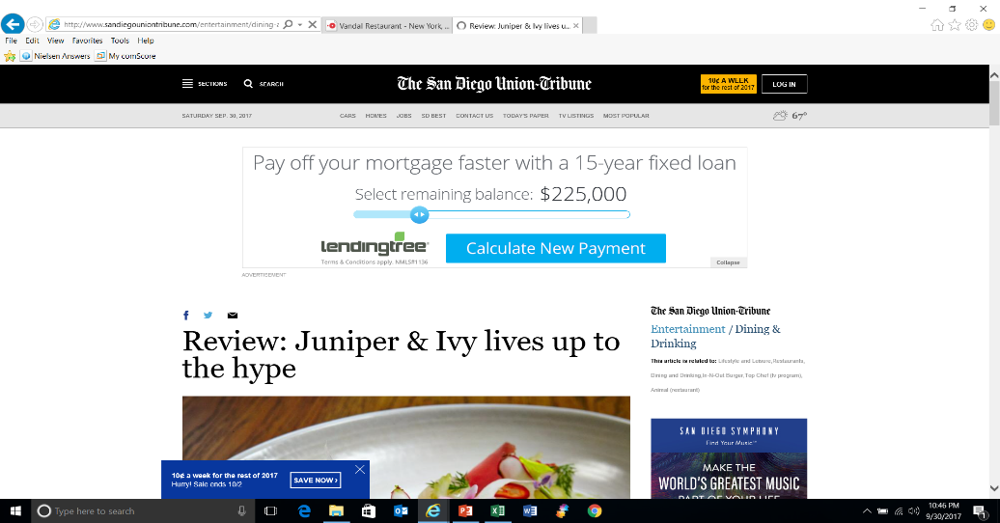 http://www.sandiegouniontribune.com/entertainment/dining-a
Vandal Restaurant - New York, ...
Review: Juniper & Ivy lives u...
File Edit View Favorites Tools Help
Nielsen Answers My comScore
SECTIONS
SEARCH
The San Diego Union-Tribune
10¢ A WEEK
for the rest of 2017
LOG IN
SATURDAY SEP. 30, 2017
CARS HOMES JOBS SD BEST CONTACT US TODAY'S PAPER TV LISTINGS MOST POPULAR
67°
Pay off your mortgage faster with a 15-year fixed loan
Select remaining balance: $225,000
lendingtree
Terms & Conditions apply. NMLS#1136
Calculate New Payment
Collapse
ADVERTISEMENT
Review: Juniper & Ivy lives up to
the hype
The San Diego Union-Tribune
Entertainment / Dining &
Drinking
This article is related to: Lifestyle and Leisure, Restaurants,
Dining and Drinking, In-N-Out Burger, Top Chef (tv program),
Animal (restaurant)
SAN DIEGO SYMPHONY
Find Your Music
MAKE THE
WORLD'S GREATEST MUSIC
PART OF YOUR LIFE
10¢ a week for the rest of 2017
Hurry! Sale ends 10/2
SAVE NOW ›
Type here to search
10:46 PM
9/30/2017